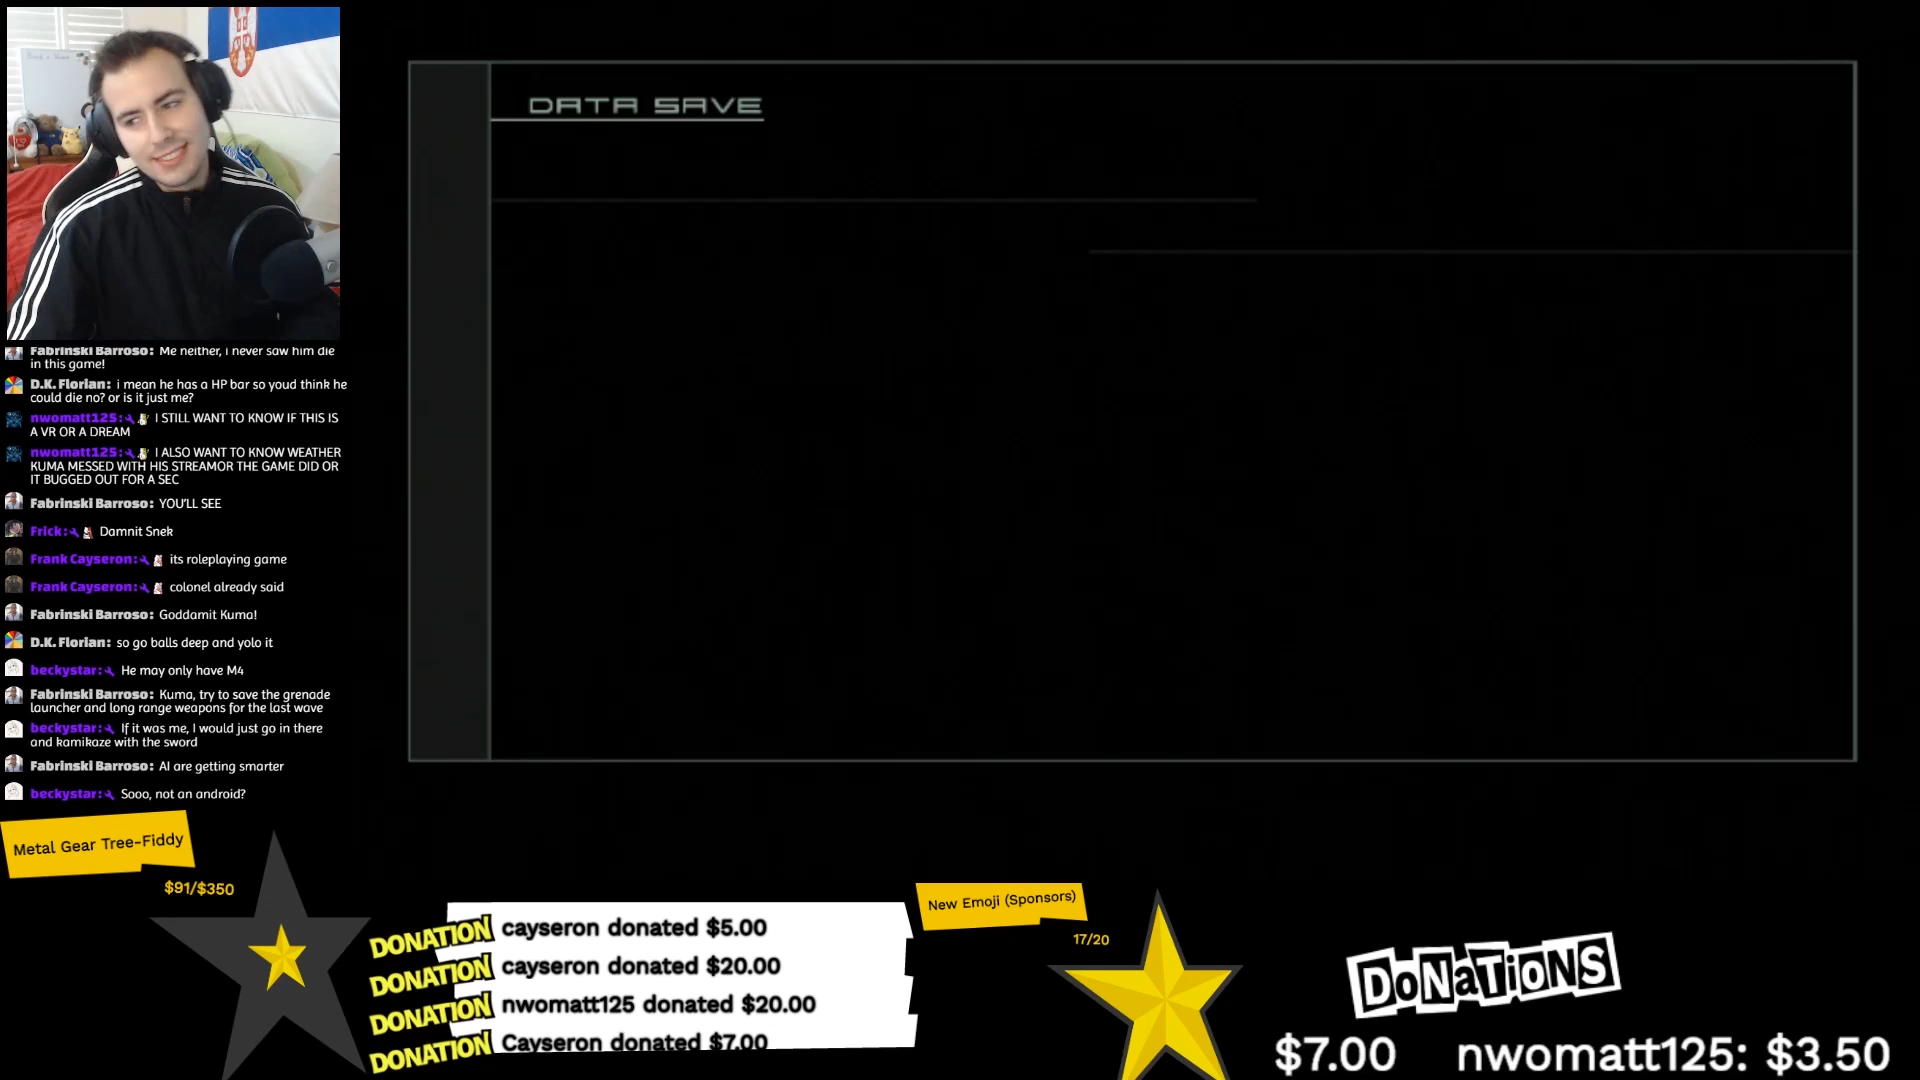 DATA SAVE
Fabrinski Barroso: Me neither, i never saw him die
in this game!
D.K. Florian: i mean he has a HP bar so youd think he
could die no? or is it just me?
nwomatt125: I STILL WANT TO KNOW IF THIS IS
A VR OR A DREAM
nwomatt125: I ALSO WANT TO KNOW WEATHER
KUMA MESSED WITH HIS STREAMOR THE GAME DID OR
IT BUGGED OUT FOR A SEC
Fabrinski Barroso: YOU'LL SEE
Frick: Damnit Snek
Frank Cayseron: its roleplaying game
Frank Cayseron: colonel already said
Fabrinski Barroso: Goddamit Kuma!
D.K. Florian: so go balls deep and yolo it
beckystar: He may only have M4
Fabrinski Barroso: Kuma, try to save the grenade
launcher and long range weapons for the last wave
beckystar: If it was me, I would just go in there
and kamikaze with the sword
Fabrinski Barroso: AI are getting smarter
beckystar: Sooo, not an android?
Metal Gear Tree-Fiddy
$91/$350
DONATION cayseron donated $5.00
DONATION cayseron donated $20.00
DONATION nwomatt125 donated $20.00
DONATION Cayseron donated $7.00
New Emoji (Sponsors)
17/20
DoNaTiONS
$7.00 nwomatt125: $3.50